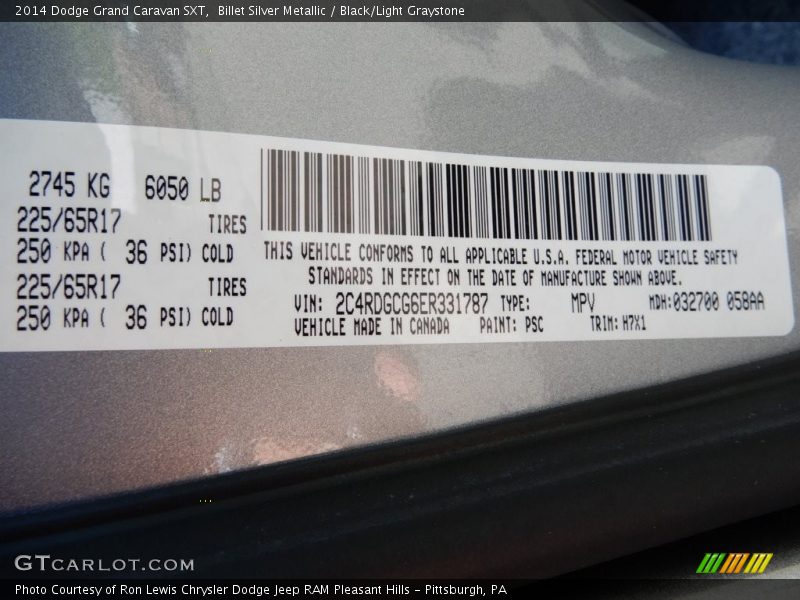 2014 Dodge Grand Caravan SXT,  Billet Silver Metallic / Black/Light Graystone
2745 KG 6050 LB
225/65R17 TIRES
250 KPA ( 36 PSI) COLD
225/65R17 TIRES
250 KPA ( 36 PSI) COLD
THIS VEHICLE CONFORMS TO ALL APPLICABLE U.S.A. FEDERAL MOTOR VEHICLE SAFETY
STANDARDS IN EFFECT ON THE DATE OF MANUFACTURE SHOWN ABOVE.
VIN: 2C4RDGCG6ER331787 TYPE: MPV MDH:032700 058AA
VEHICLE MADE IN CANADA PAINT: PSC TRIM: H7X1
GTCARLOT.COM
Photo Courtesy of Ron Lewis Chrysler Dodge Jeep RAM Pleasant Hills - Pittsburgh, PA